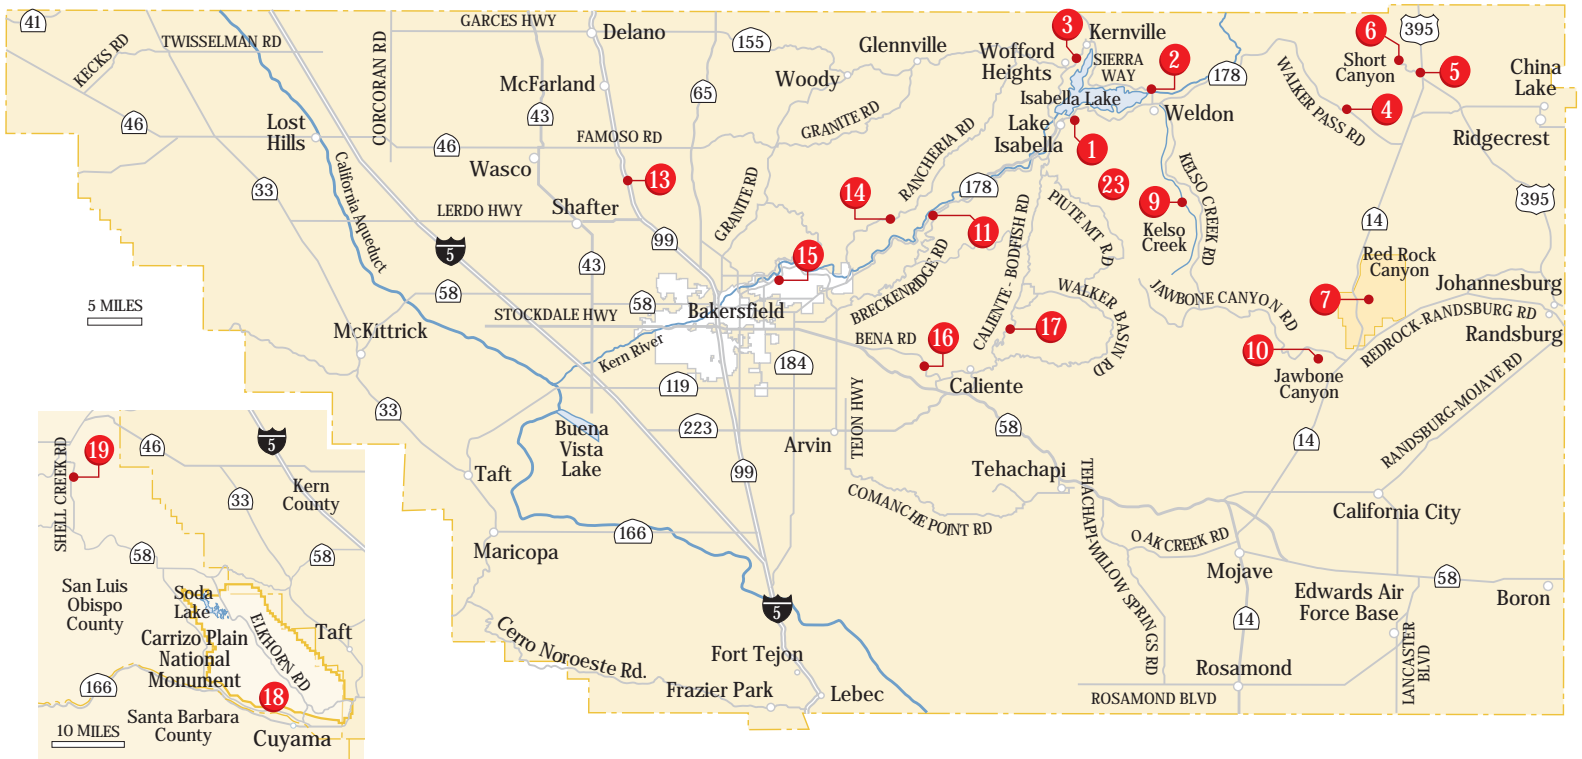 41
KECKS RD
TWISSELMAN RD
CORCORAN RD
GARCES HWY
Delano
155
Glennville
Woody
McFarland
65
43
46
Lost
Hills
46
FAMOSO RD
GRANITE RD
Wasco
33
California Aqueduct
LERDO HWY
Shafter
13
99
GRANITE RD
14
RANCHERIA RD
3
Kernville
Wofford
Heights
SIERRA
WAY
2
178
Isabella Lake
Weldon
Lake
Isabella
1
23
9
Kelso
Creek
KELSO CREEK RD
6
395
Short
Canyon
5
China
Lake
4
WALKER PASS RD
Ridgecrest
395
14
178
11
PIUTE MT RD
5
43
58
58
15
Bakersfield
BRECKENRIDGE RD
CALIENTE - BODFISH RD
WALKER BASIN RD
JAWBONE CANYON RD
Red Rock
Canyon
7
Johannesburg
REDROCK-RANDSBURG RD
Randsburg
5 MILES
McKittrick
STOCKDALE HWY
Kern River
BENA RD
16
17
10
Jawbone
Canyon
RANDSBURG-MOJAVE RD
119
184
Caliente
33
Buena
Vista
Lake
223
Arvin
TEJON HWY
58
14
99
Taft
Tehachapi
COMANCHE POINT RD
California City
TEHACHAPI-WILLOW SPRINGS RD
OAK CREEK RD
Mojave
58
Edwards Air
Force Base
Boron
166
Maricopa
5
14
LANCASTER
BLVD
Cerro Noroeste Rd.
Fort Tejon
Frazier Park
Lebec
Rosamond
ROSAMOND BLVD
SHELL CREEK RD
19
46
5
Kern
County
33
58
58
San Luis
Obispo
County
Soda
Lake
ELKHORN RD
Taft
Carrizo Plain
National
Monument
18
166
Santa Barbara
County
Cuyama
10 MILES